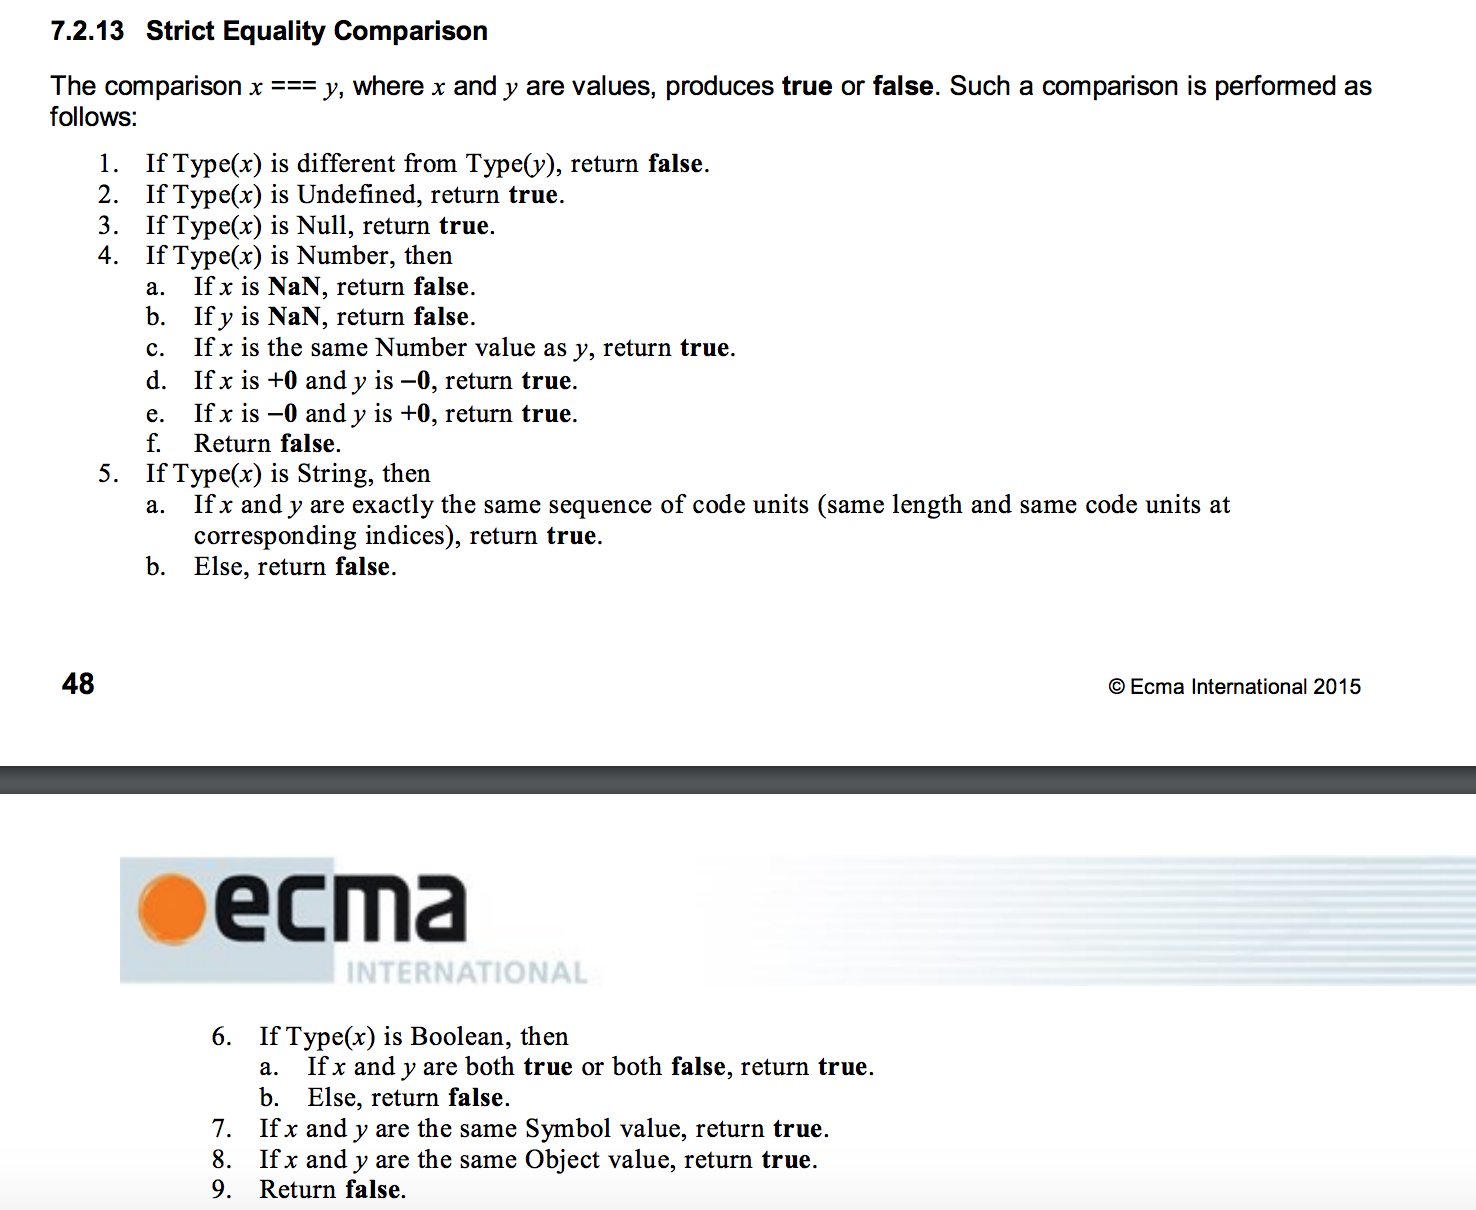 7.2.13 Strict Equality Comparison
The comparison x === y, where x and y are values, produces true or false. Such a comparison is performed as
follows:
1. If Type(x) is different from Type(y), return false.
2. If Type(x) is Undefined, return true.
3. If Type(x) is Null, return true.
4. If Type(x) is Number, then
a. If x is NaN, return false.
b. If y is NaN, return false.
c. If x is the same Number value as y, return true.
d. If x is +0 and y is −0, return true.
e. If x is −0 and y is +0, return true.
f. Return false.
5. If Type(x) is String, then
a. If x and y are exactly the same sequence of code units (same length and same code units at
corresponding indices), return true.
b. Else, return false.
48
© Ecma International 2015
ecma
INTERNATIONAL
6. If Type(x) is Boolean, then
a. If x and y are both true or both false, return true.
b. Else, return false.
7. If x and y are the same Symbol value, return true.
8. If x and y are the same Object value, return true.
9. Return false.